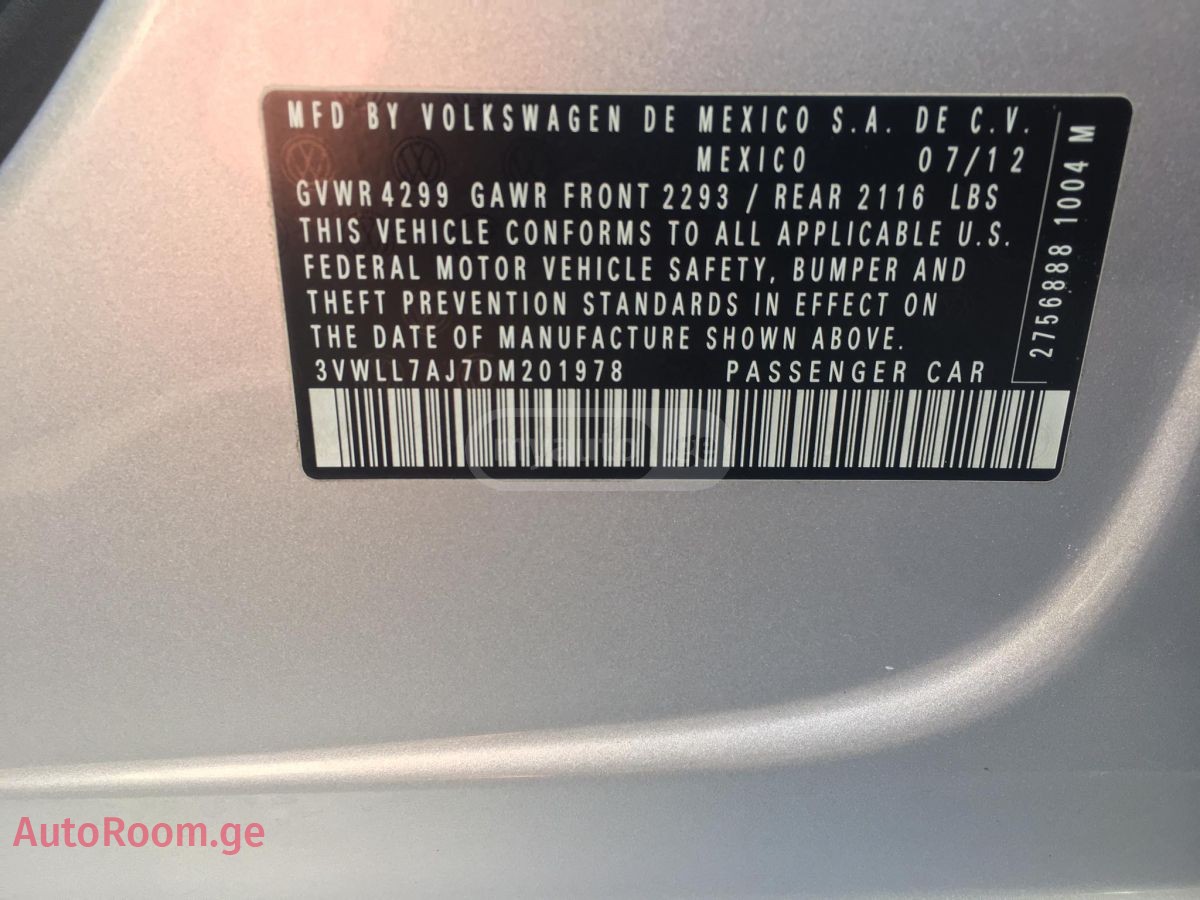 MFD BY VOLKSWAGEN DE MEXICO S.A. DE C.V.
MEXICO 07/12
GVWR 4299 GAWR FRONT 2293 / REAR 2116 LBS
THIS VEHICLE CONFORMS TO ALL APPLICABLE U.S.
FEDERAL MOTOR VEHICLE SAFETY, BUMPER AND
THEFT PREVENTION STANDARDS IN EFFECT ON
THE DATE OF MANUFACTURE SHOWN ABOVE.
3VWLL7AJ7DM201978 PASSENGER CAR
2756888 1004 M
myauto.ge
AutoRoom.ge